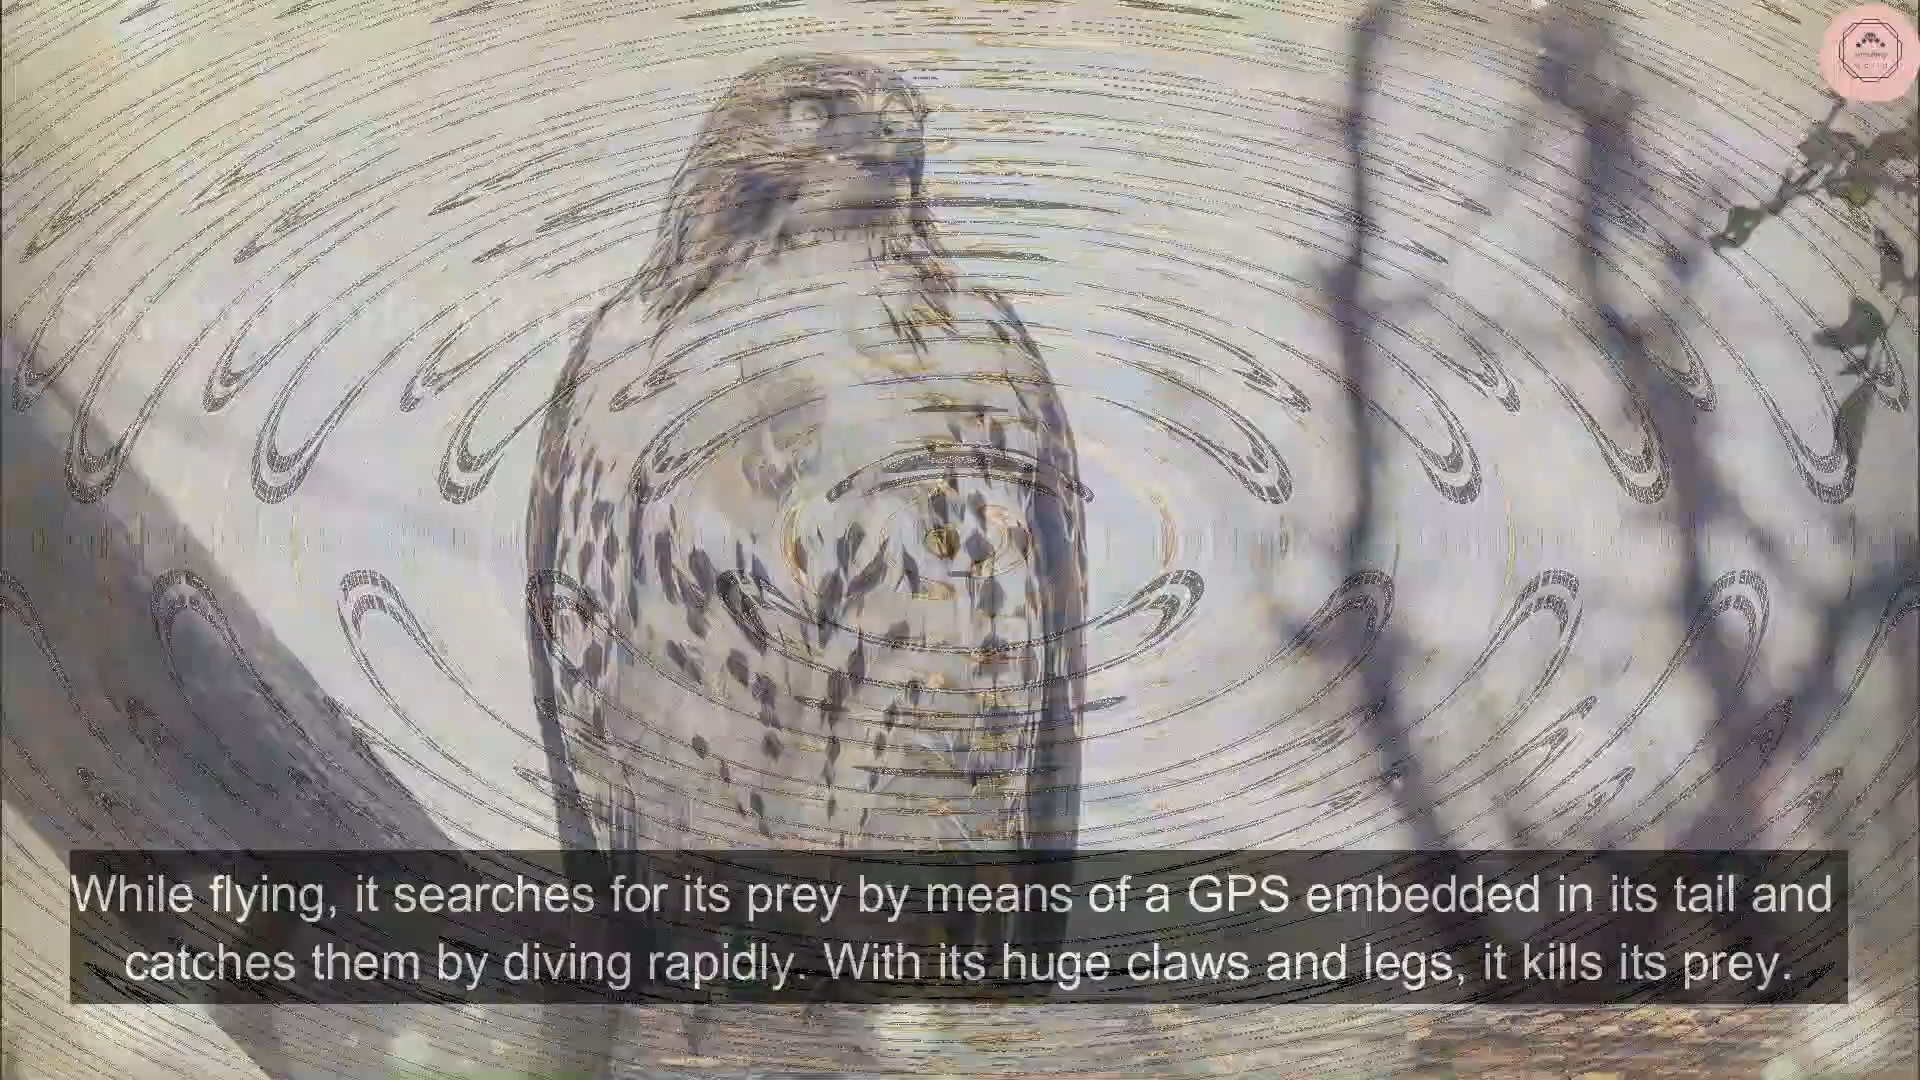 While flying, it searches for its prey by means of a GPS embedded in its tail and
catches them by diving rapidly. With its huge claws and legs, it kills its prey.